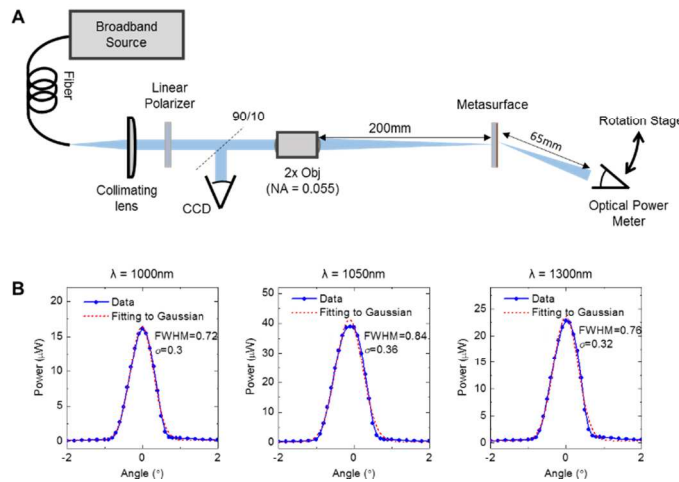 A
Broadband
Source
Fiber
Linear
Polarizer
90/10
Metasurface
200mm
65mm
Rotation Stage
Collimating
lens
CCD
2x Obj
(NA = 0.055)
Optical Power
Meter
B
λ = 1000nm
20
15
10
5
0
Power (μW)
Data
Fitting to Gaussian
FWHM=0.72
σ=0.3
-2
-1
0
1
2
Angle (°)
λ = 1050nm
50
40
30
20
10
0
Power (μW)
Data
Fitting to Gaussian
FWHM=0.84
σ=0.36
-2
-1
0
1
2
Angle (°)
λ = 1300nm
25
20
15
10
5
0
Power (μW)
Data
Fitting to Gaussian
FWHM=0.76
σ=0.32
-2
-1
0
1
2
Angle (°)